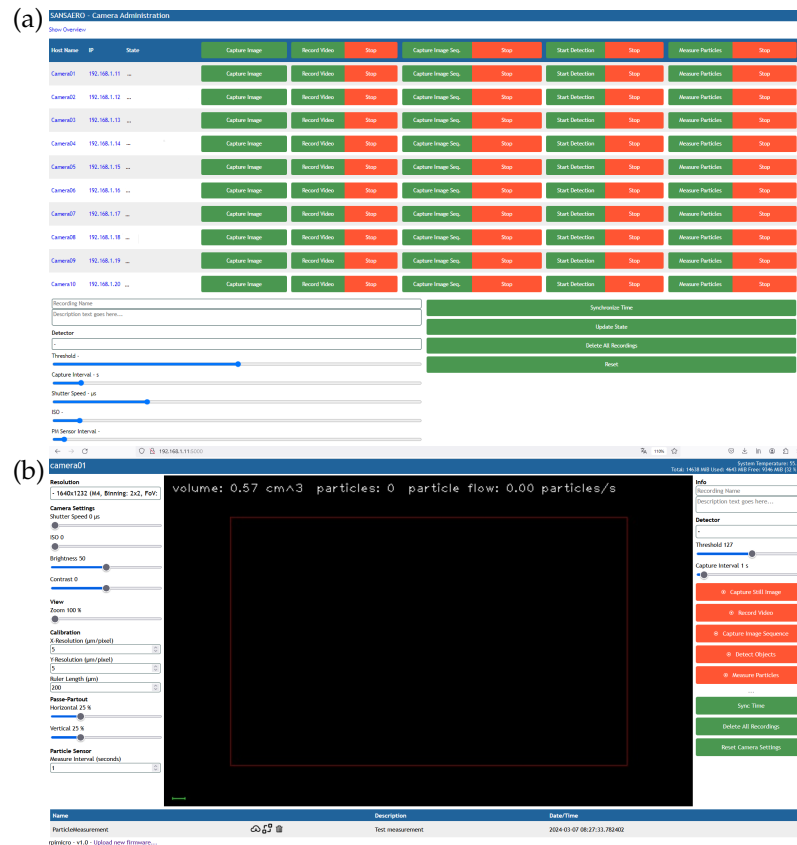 (a)
SANSAERO - Camera Administration
Show Overview
Host Name IP State Capture Image Record Video Stop Capture Image Seq. Stop Start Detection Stop Measure Particles Stop
Camera01 192.168.1.11 ... Capture Image Record Video Stop Capture Image Seq. Stop Start Detection Stop Measure Particles Stop
Camera02 192.168.1.12 ... Capture Image Record Video Stop Capture Image Seq. Stop Start Detection Stop Measure Particles Stop
Camera03 192.168.1.13 ... Capture Image Record Video Stop Capture Image Seq. Stop Start Detection Stop Measure Particles Stop
Camera04 192.168.1.14 ... Capture Image Record Video Stop Capture Image Seq. Stop Start Detection Stop Measure Particles Stop
Camera05 192.168.1.15 ... Capture Image Record Video Stop Capture Image Seq. Stop Start Detection Stop Measure Particles Stop
Camera06 192.168.1.16 ... Capture Image Record Video Stop Capture Image Seq. Stop Start Detection Stop Measure Particles Stop
Camera07 192.168.1.17 ... Capture Image Record Video Stop Capture Image Seq. Stop Start Detection Stop Measure Particles Stop
Camera08 192.168.1.18 ... Capture Image Record Video Stop Capture Image Seq. Stop Start Detection Stop Measure Particles Stop
Camera09 192.168.1.19 ... Capture Image Record Video Stop Capture Image Seq. Stop Start Detection Stop Measure Particles Stop
Camera10 192.168.1.20 ... Capture Image Record Video Stop Capture Image Seq. Stop Start Detection Stop Measure Particles Stop
Recording Name
Description text goes here...
Detector
-
Threshold -
Capture Interval - s
Shutter Speed - µs
ISO -
PM Sensor Interval -
Synchronize Time
Update State
Delete All Recordings
Reset
192.168.1.11:5000 110%
(b)
camera01
System Temperature: 55.
Total: 14638 MiB Used: 4643 MiB Free: 9346 MiB (32 %
Resolution
- 1640x1232 (M4, Binning: 2x2, FoV:
Camera Settings
Shutter Speed 0 µs
ISO 0
Brightness 50
Contrast 0
View
Zoom 100 %
Calibration
X-Resolution (µm/pixel)
5
Y-Resolution (µm/pixel)
5
Ruler Length (µm)
200
Passe-Partout
Horizontal 25 %
Vertical 25 %
Particle Sensor
Measure Interval (seconds)
1
volume: 0.57 cm^3 particles: 0 particle flow: 0.00 particles/s
Info
Recording Name
Description text goes here...
Detector
-
Threshold 127
Capture Interval 1 s
Capture Still Image
Record Video
Capture Image Sequence
Detect Objects
Measure Particles
...
Sync Time
Delete All Recordings
Reset Camera Settings
Name Description Date/Time
ParticleMeasurement Test measurement 2024-03-07 08:27:33.782402
rpimicro - v1.0 - Upload new firmware...